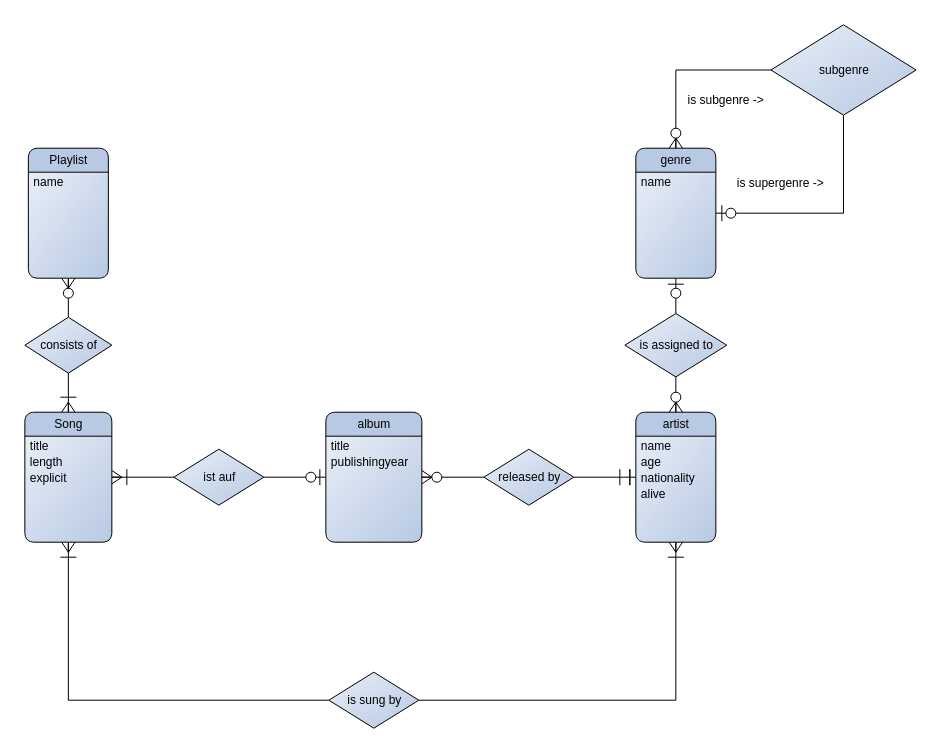 subgenre
is subgenre ->
Playlist
name
genre
name
is supergenre ->
consists of
is assigned to
Song
title
length
explicit
ist auf
album
title
publishingyear
released by
artist
name
age
nationality
alive
is sung by